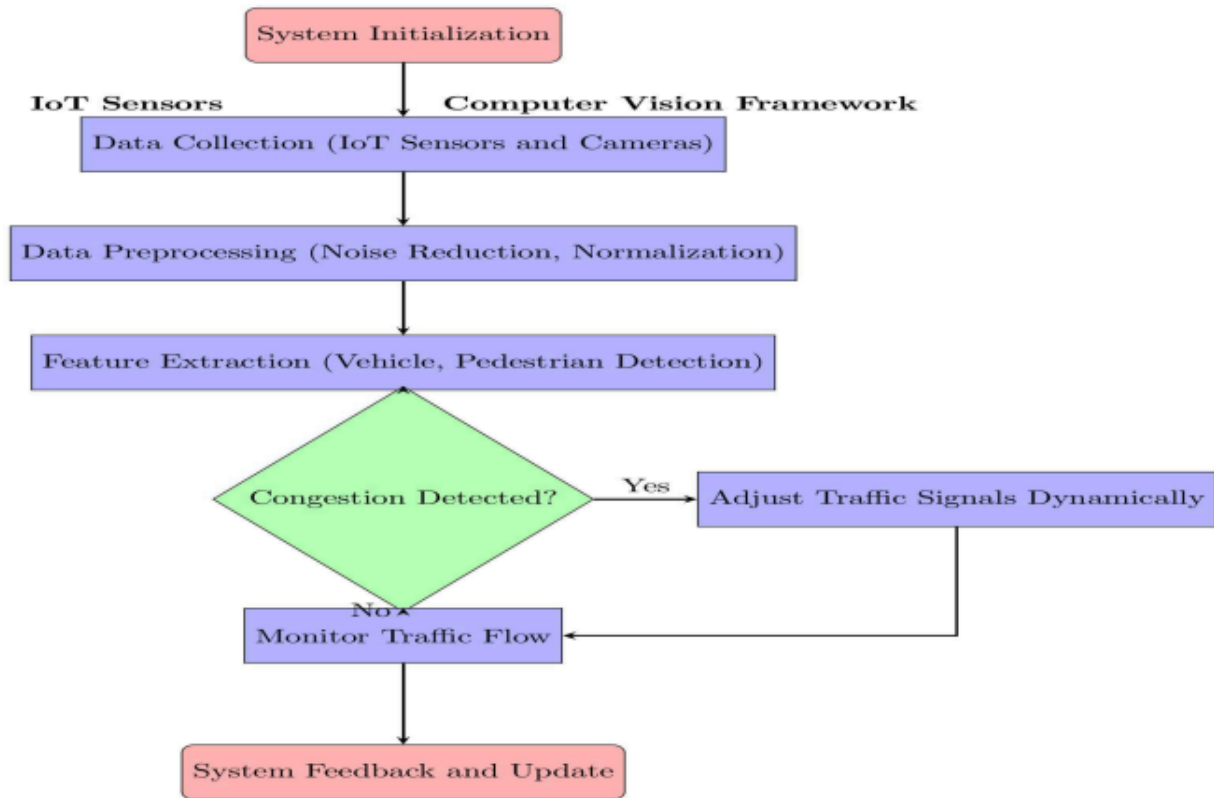 System Initialization
IoT Sensors
Computer Vision Framework
Data Collection (IoT Sensors and Cameras)
Data Preprocessing (Noise Reduction, Normalization)
Feature Extraction (Vehicle, Pedestrian Detection)
Congestion Detected?
Yes
Adjust Traffic Signals Dynamically
No
Monitor Traffic Flow
System Feedback and Update